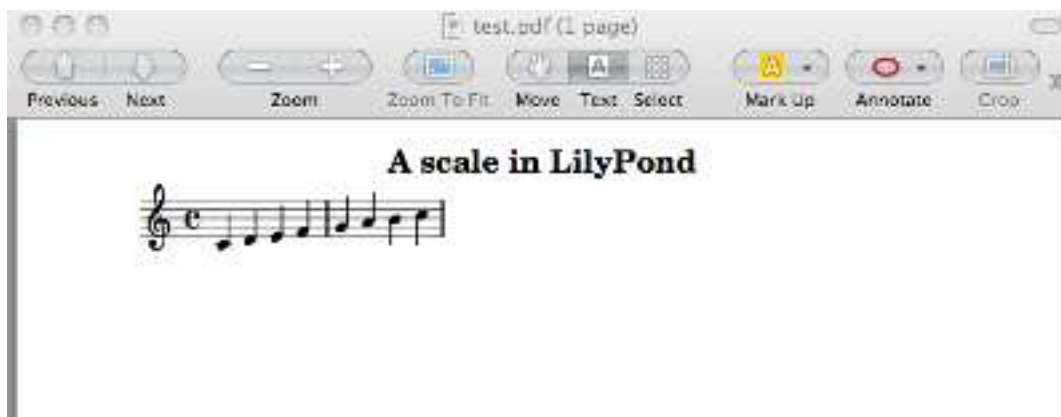 test.pdf (1 page)
Previous Next Zoom Zoom To Fit Move Text Select Mark Up Annotate Crop
A scale in LilyPond